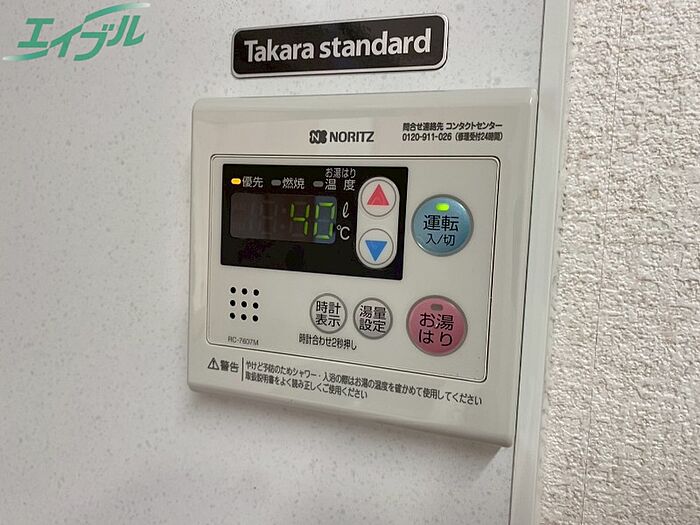 エイブル
Takara standard
NORITZ
問合せ連絡先 コンタクトセンター
0120-911-026 (修理受付24時間)
優先 燃焼 お湯はり温度
40 ℓ ℃
運転
入/切
時計
表示
湯量
設定
お湯
はり
時計合わせ2秒押し
RC-7607M
警告
やけど予防のためシャワー・入浴の際はお湯の温度を確かめて使用してください
取扱説明書をよく読み正しくご使用ください